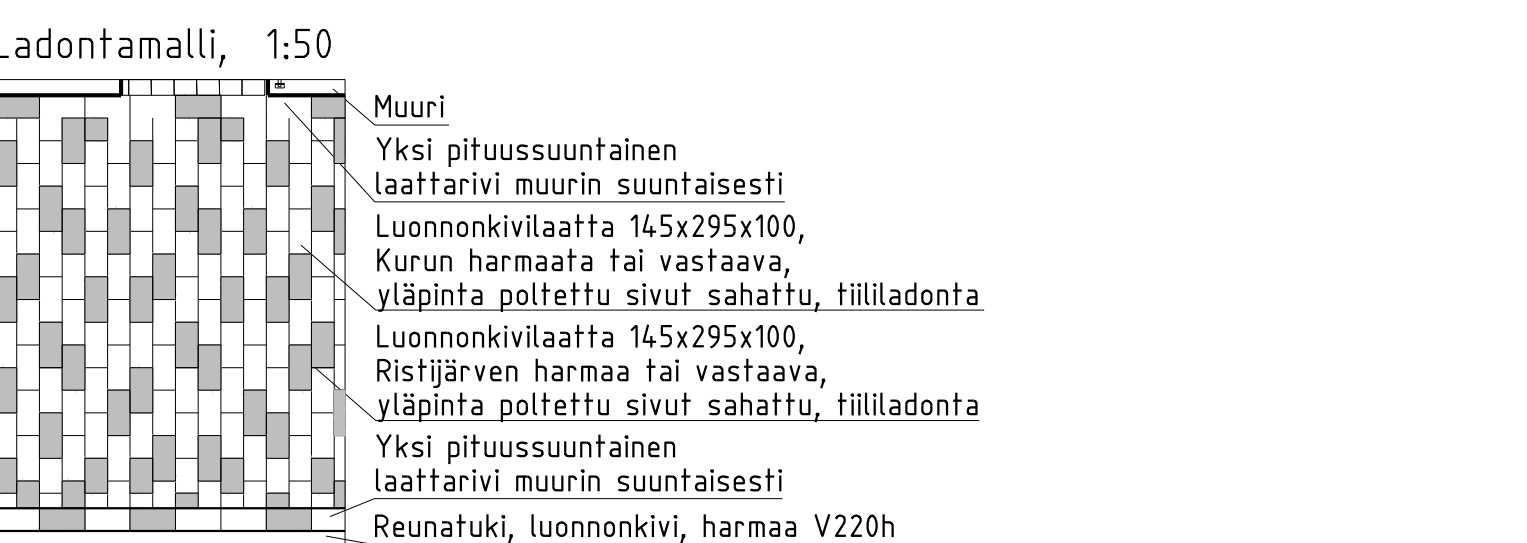 Ladontamalli, 1:50
Muuri
Yksi pituussuuntainen
laattarivi muurin suuntaisesti
Luonnonkivilaatta 145x295x100,
Kurun harmaata tai vastaava,
yläpinta poltettu sivut sahattu, tiililadonta
Luonnonkivilaatta 145x295x100,
Ristijärven harmaa tai vastaava,
yläpinta poltettu sivut sahattu, tiililadonta
Yksi pituussuuntainen
laattarivi muurin suuntaisesti
Reunatuki, luonnonkivi, harmaa V220h